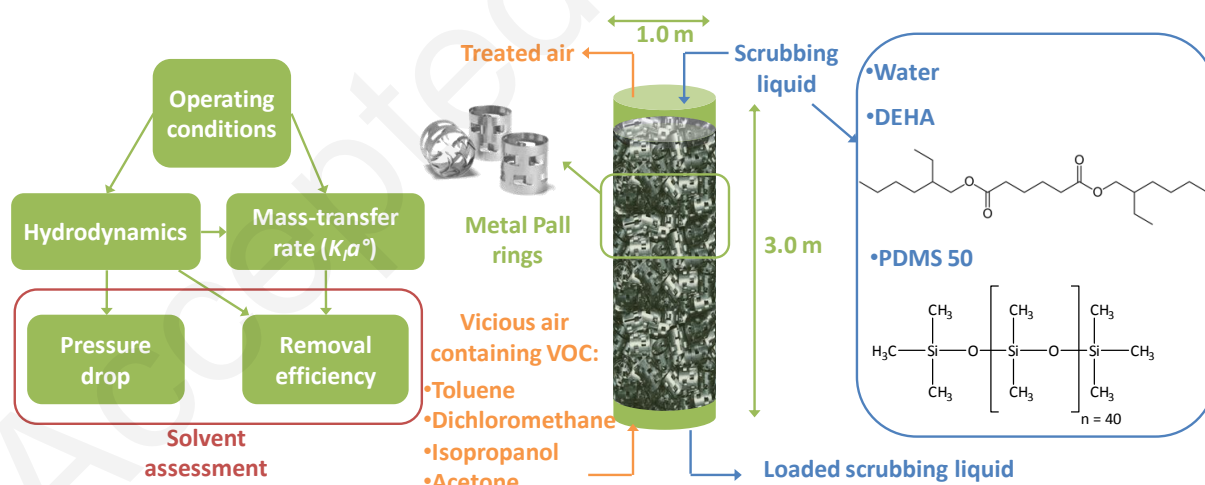 Accepted
1.0 m
Treated air
Scrubbing
liquid
Operating
conditions
Hydrodynamics
Mass-transfer
rate (Kla°)
Pressure
drop
Removal
efficiency
Solvent
assessment
Metal Pall
rings
3.0 m
Vicious air
containing VOC:
•Toluene
•Dichloromethane
•Isopropanol
•Acetone
Loaded scrubbing liquid
•Water
•DEHA
O
O
O
O
•PDMS 50
CH3 CH3 CH3
H3C Si O Si O Si CH3
CH3 CH3 CH3
n = 40